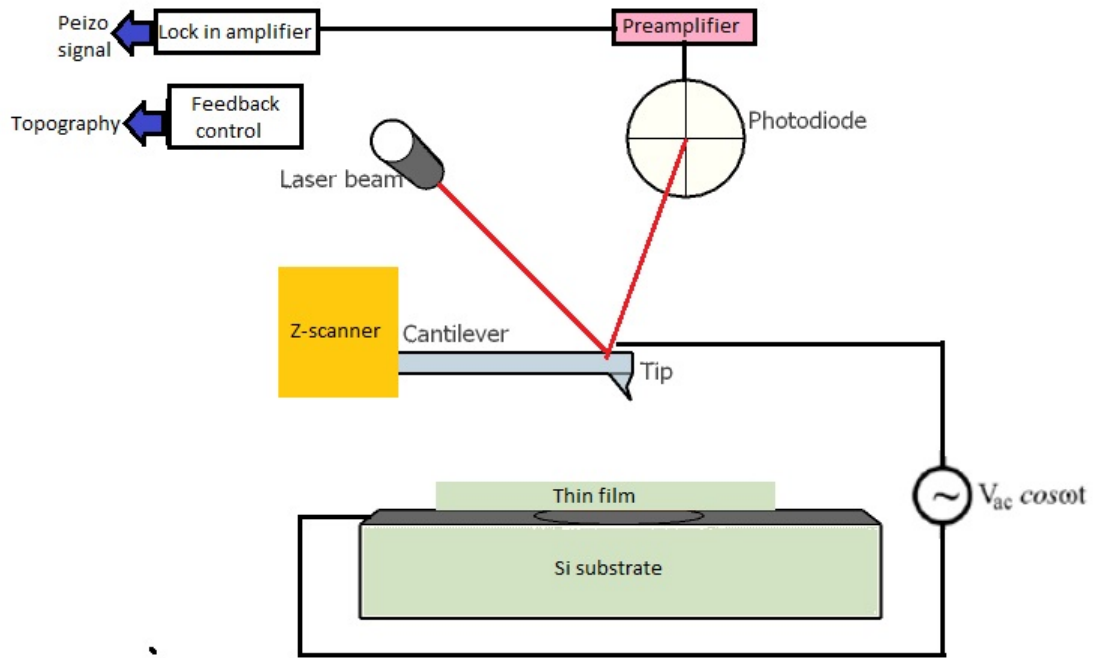 Peizo
signal
Lock in amplifier
Preamplifier
Topography
Feedback
control
Photodiode
Laser beam
Z-scanner
Cantilever
Tip
Thin film
V_ac cosωt
Si substrate